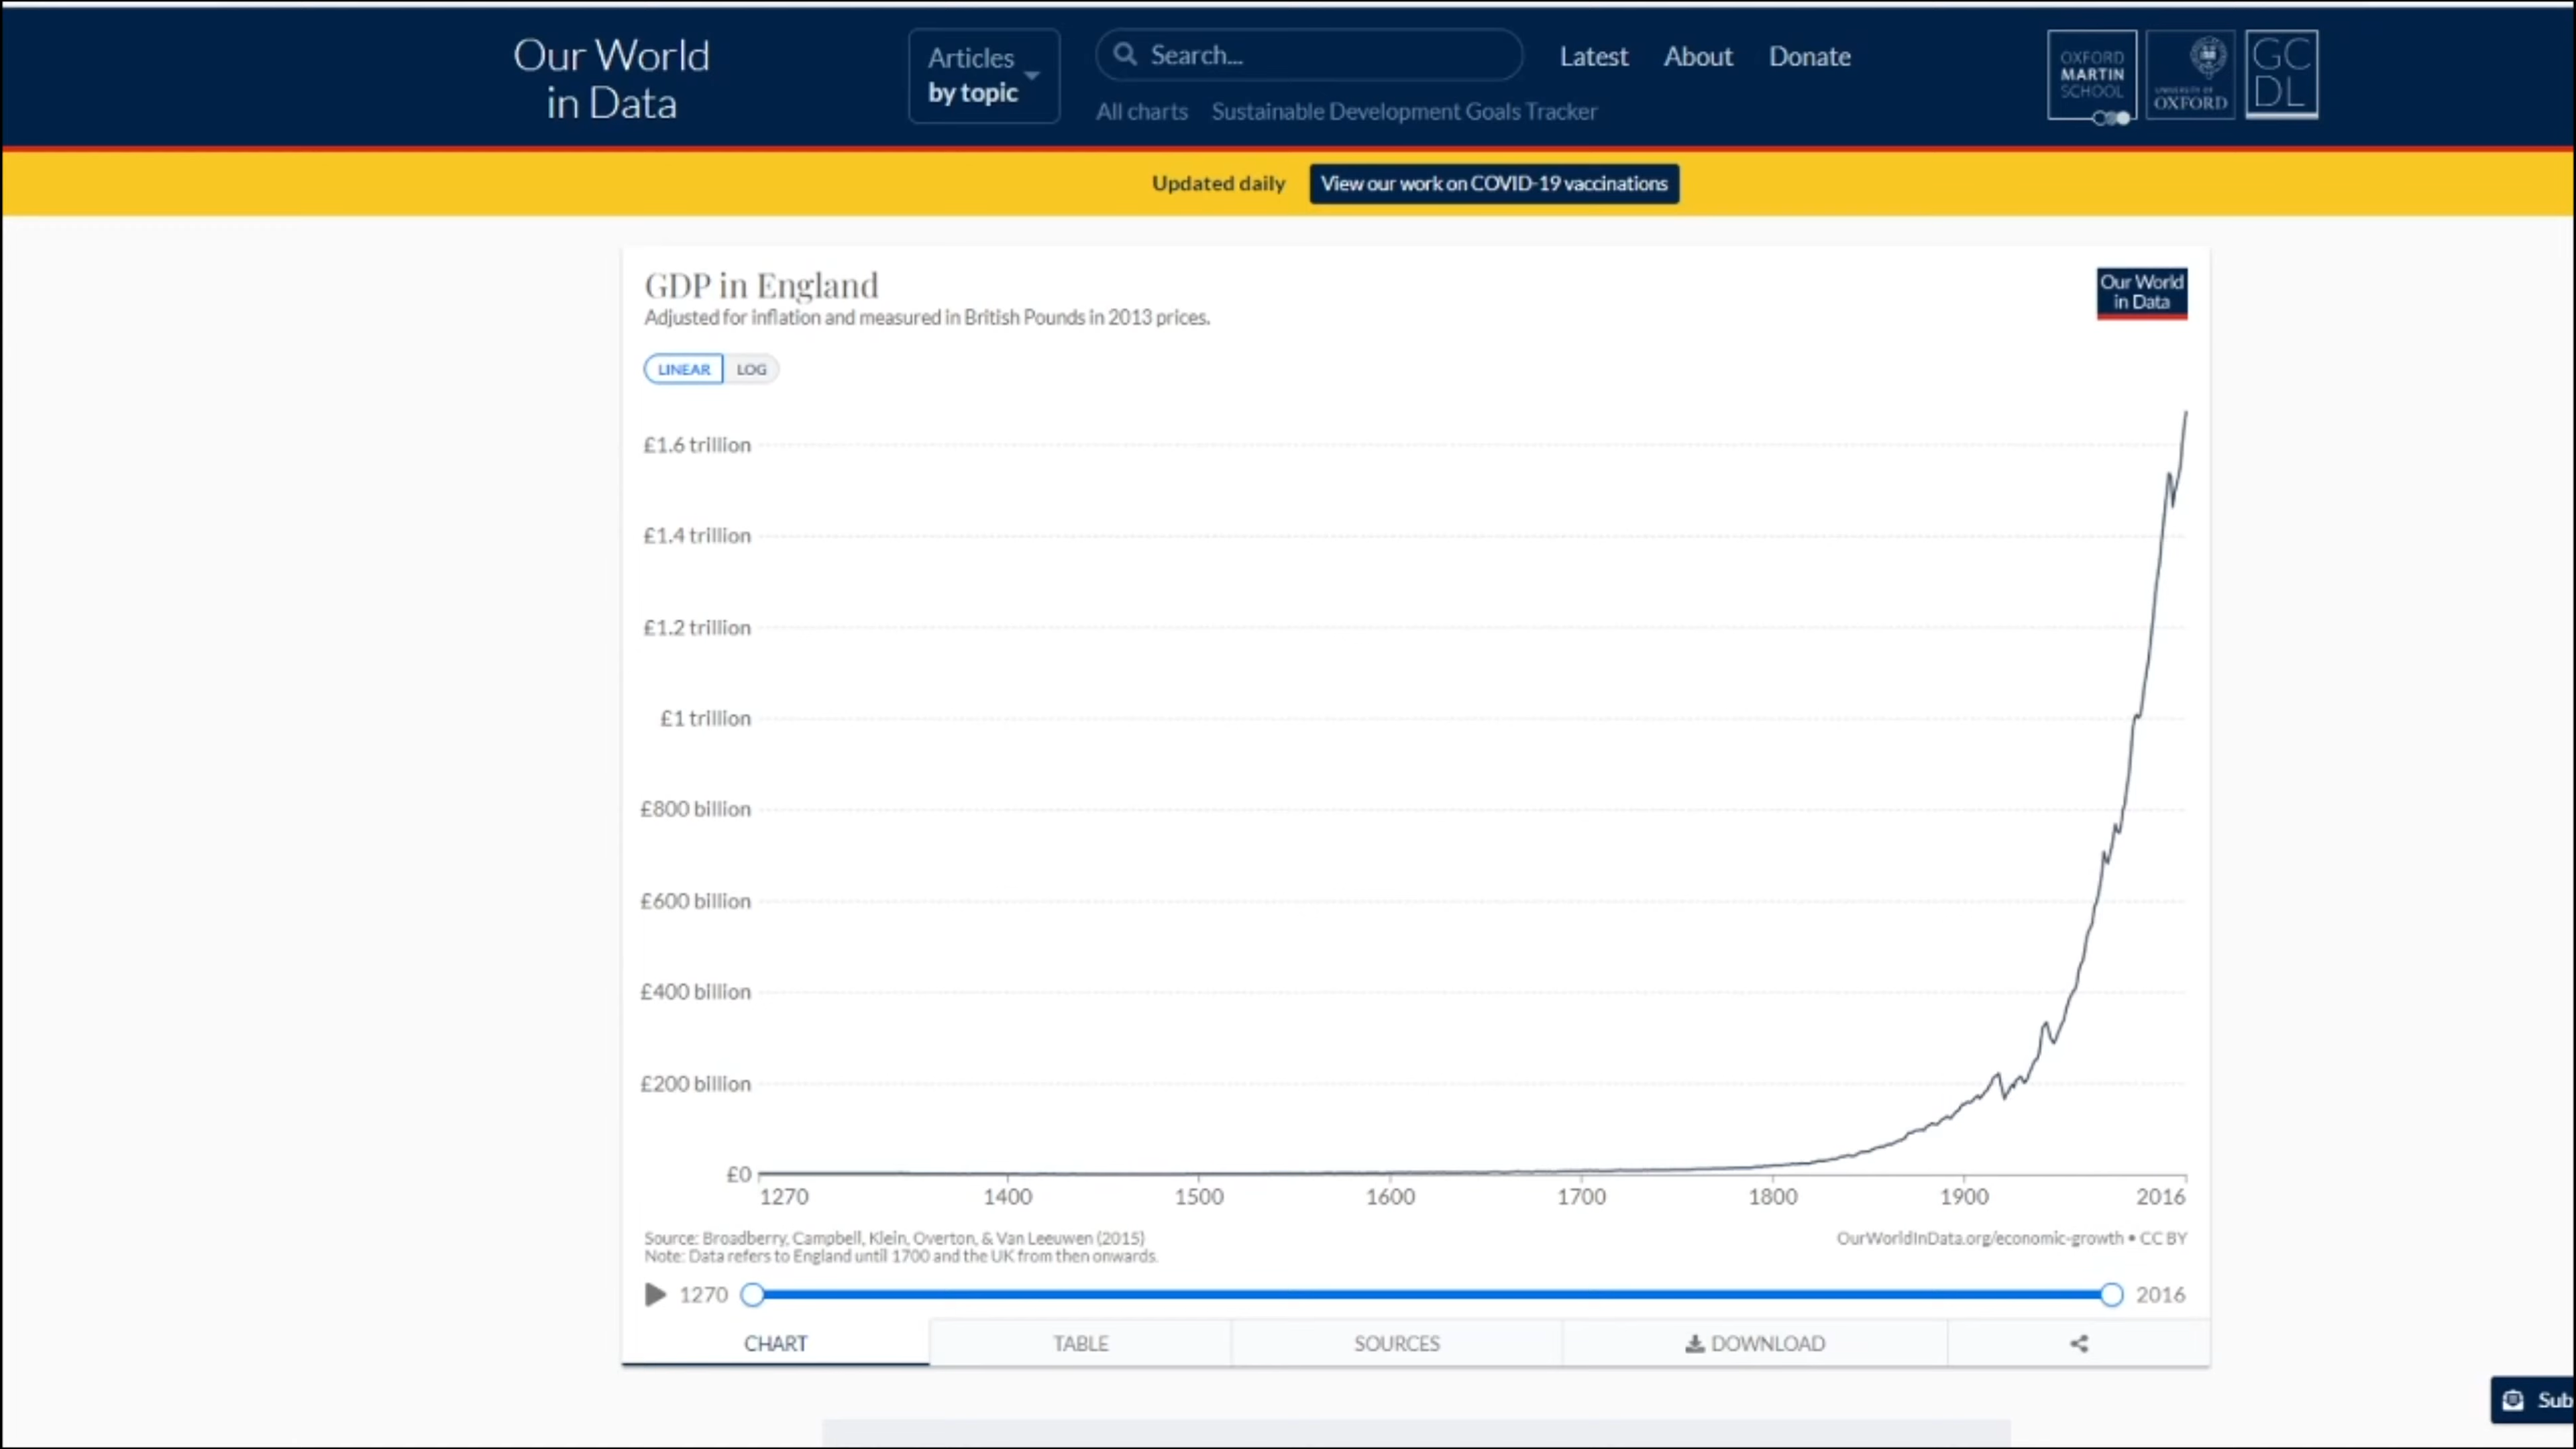 Our World
in Data
Articles
by topic
Search...
Latest
About
Donate
All charts
Sustainable Development Goals Tracker
OXFORD
MARTIN
SCHOOL
UNIVERSITY OF
OXFORD
GC
DL
Updated daily
View our work on COVID-19 vaccinations
GDP in England
Adjusted for inflation and measured in British Pounds in 2013 prices.
Our World
in Data
LINEAR
LOG
£1.6 trillion
£1.4 trillion
£1.2 trillion
£1 trillion
£800 billion
£600 billion
£400 billion
£200 billion
£0
1270
1400
1500
1600
1700
1800
1900
2016
Source: Broadberry, Campbell, Klein, Overton, & Van Leeuwen (2015)
OurWorldInData.org/economic-growth • CC BY
Note: Data refers to England until 1700 and the UK from then onwards.
1270
2016
CHART
TABLE
SOURCES
DOWNLOAD
Sub